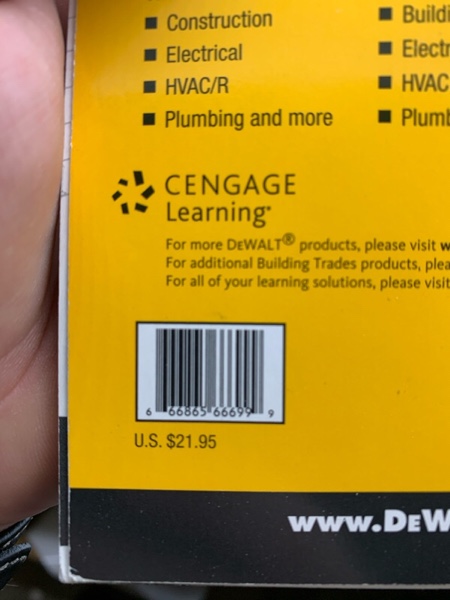 ■ Construction
■ Electrical
■ HVAC/R
■ Plumbing and more
■ Buildi
■ Electr
■ HVAC
■ Plumb
CENGAGE
Learning®
For more DEWALT® products, please visit w
For additional Building Trades products, plea
For all of your learning solutions, please visit
6 66865 66699 9
U.S. $21.95
www.DEW